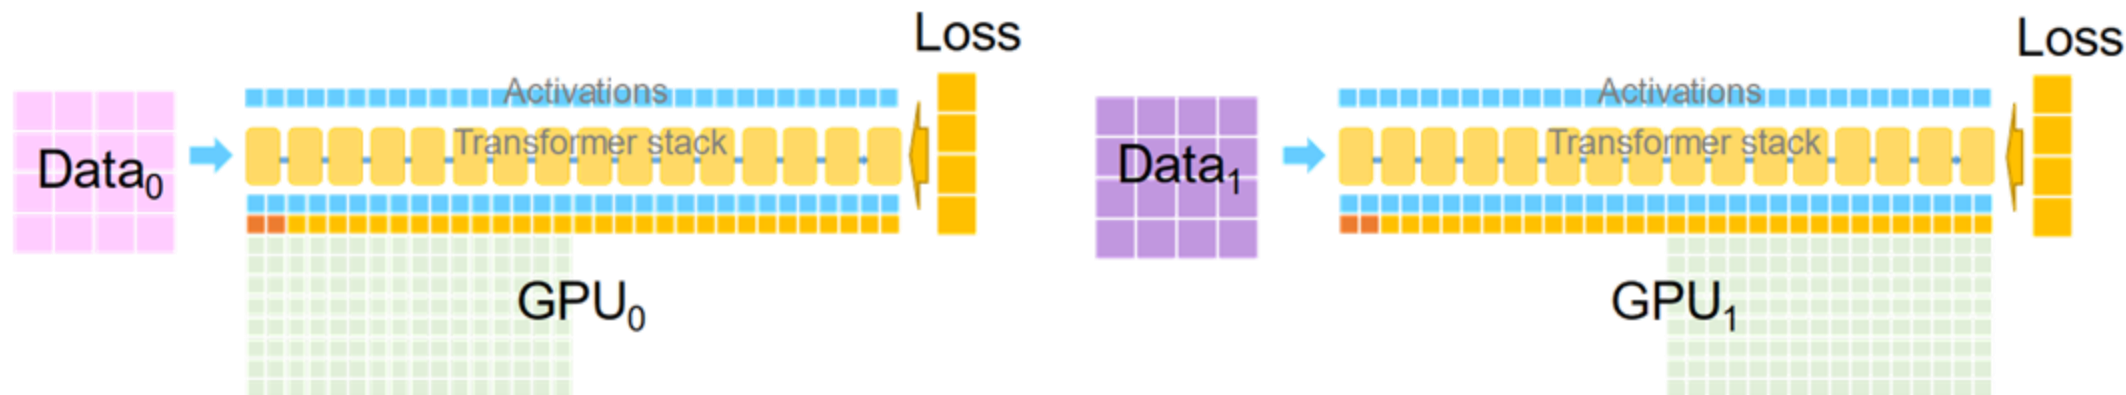 Loss
Activations
Transformer stack
Data₀
GPU₀
Loss
Activations
Transformer stack
Data₁
GPU₁